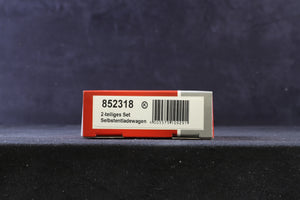 852318 K
2-teiliges Set
Selbstentladewagen